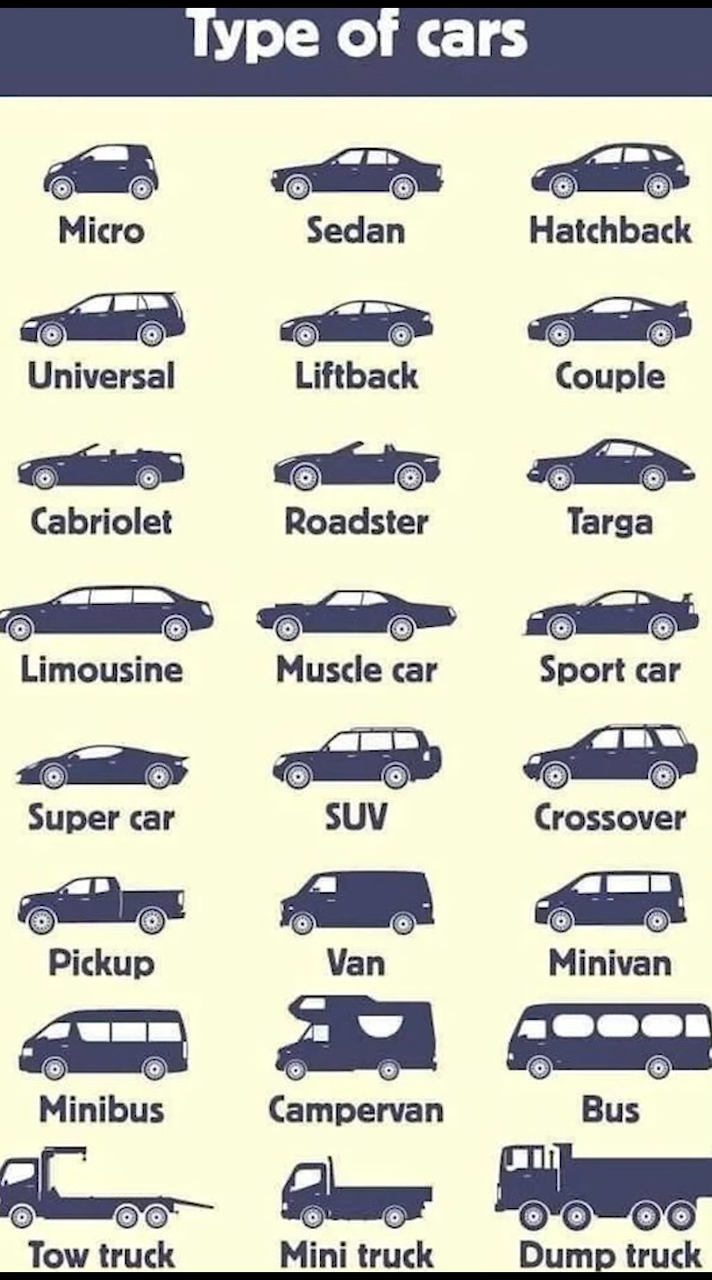 Type of cars
Micro
Sedan
Hatchback
Universal
Liftback
Couple
Cabriolet
Roadster
Targa
Limousine
Muscle car
Sport car
Super car
SUV
Crossover
Pickup
Van
Minivan
Minibus
Campervan
Bus
Tow truck
Mini truck
Dump truck